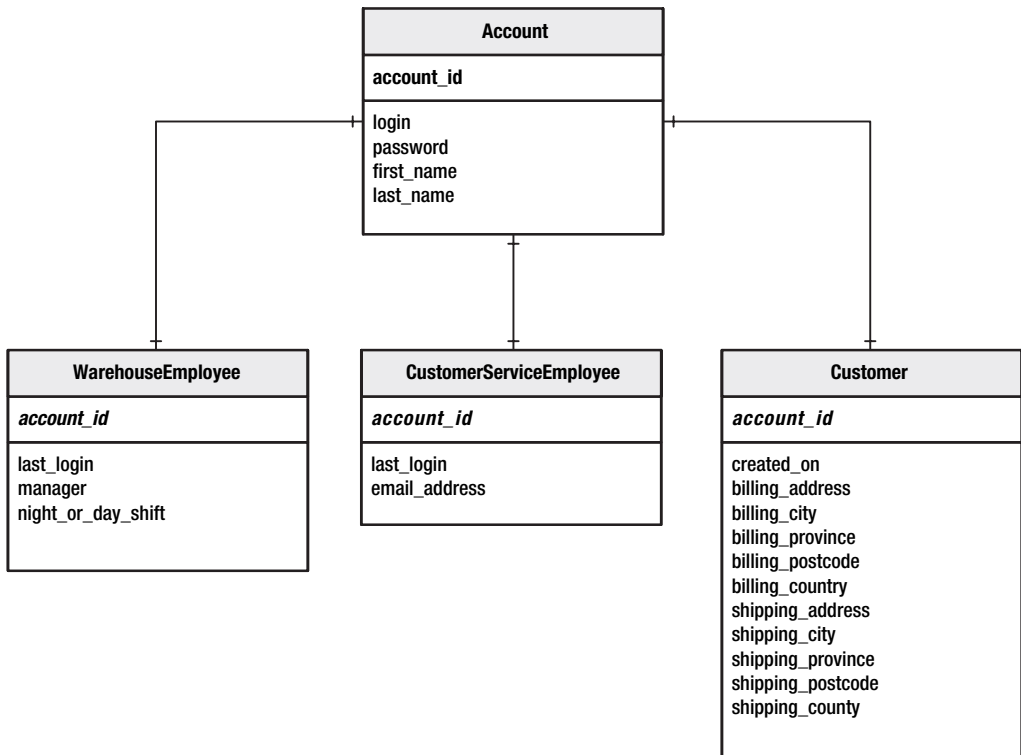 Account
account_id
login
password
first_name
last_name
WarehouseEmployee
account_id
last_login
manager
night_or_day_shift
CustomerServiceEmployee
account_id
last_login
email_address
Customer
account_id
created_on
billing_address
billing_city
billing_province
billing_postcode
billing_country
shipping_address
shipping_city
shipping_province
shipping_postcode
shipping_county